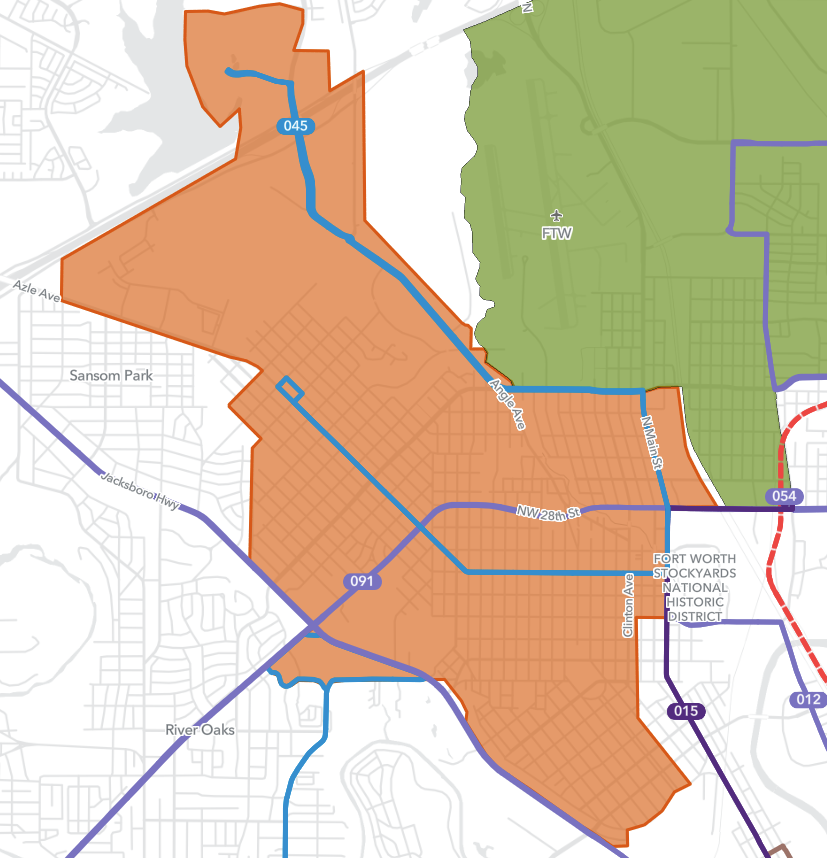 N
045
FTW
Azle Ave
Sansom Park
Angle Ave
N Main St
Jacksboro Hwy
054
NW 28th St
FORT WORTH
STOCKYARDS
NATIONAL
HISTORIC
DISTRICT
091
Clinton Ave
012
015
River Oaks